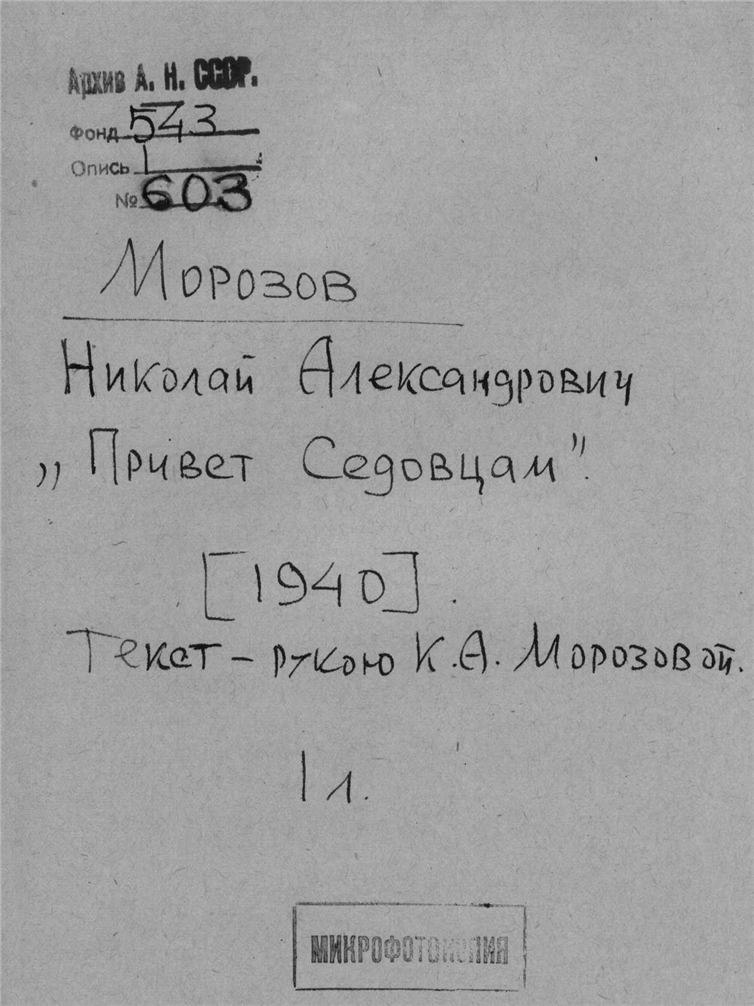 Архив А. Н. СССР.
Фонд 543
Опись 1
№ 603
Морозов
Николай Александрович
„Привет Седовцам".
[1940].
Текст – рукою К.А. Морозовой.
1 л.
МИКРОФОТОКОПИЯ